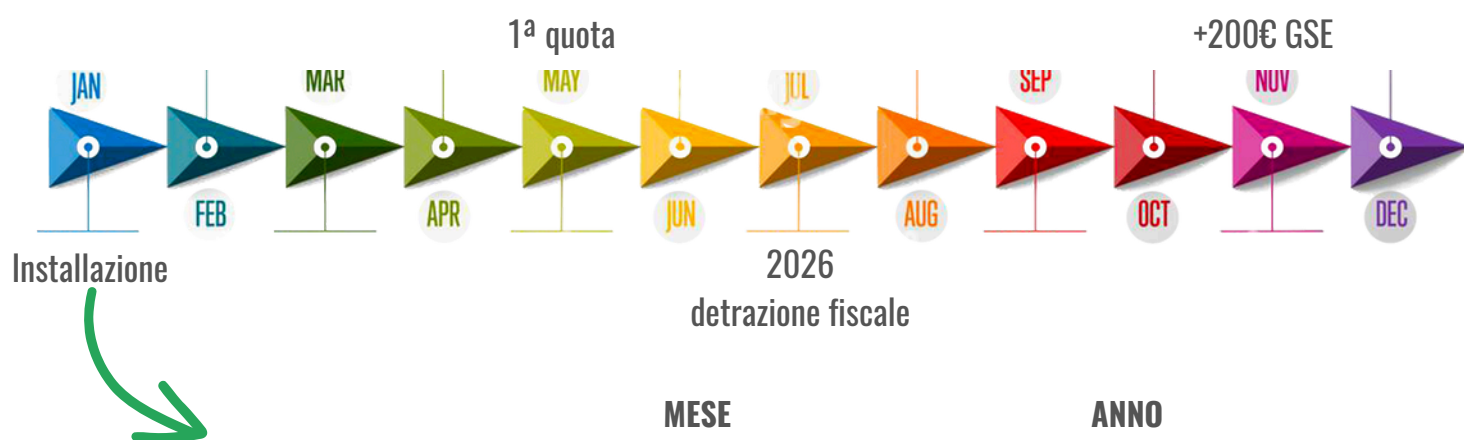 1ª quota
+200€ GSE
JAN
MAR
MAY
JUL
SEP
NOV
FEB
APR
JUN
AUG
OCT
DEC
Installazione
2026
detrazione fiscale
MESE
ANNO